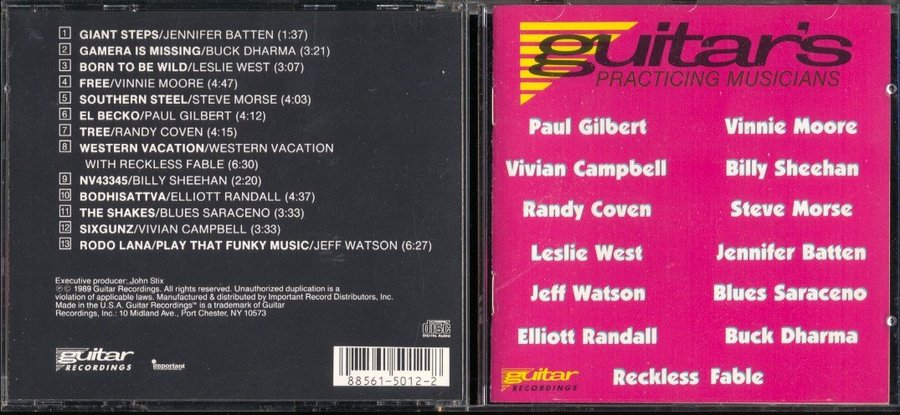 1 GIANT STEPS/JENNIFER BATTEN (1:37)
2 GAMERA IS MISSING/BUCK DHARMA (3:21)
3 BORN TO BE WILD/LESLIE WEST (3:07)
4 FREE/VINNIE MOORE (4:47)
5 SOUTHERN STEEL/STEVE MORSE (4:03)
6 EL BECKO/PAUL GILBERT (4:12)
7 TREE/RANDY COVEN (4:15)
8 WESTERN VACATION/WESTERN VACATION
WITH RECKLESS FABLE (6:30)
9 NV43345/BILLY SHEEHAN (2:20)
10 BODHISATTVA/ELLIOTT RANDALL (4:37)
11 THE SHAKES/BLUES SARACENO (3:33)
12 SIXGUNZ/VIVIAN CAMPBELL (3:33)
13 RODO LANA/PLAY THAT FUNKY MUSIC/JEFF WATSON (6:27)
Executive producer: John Stix
℗ © 1989 Guitar Recordings. All rights reserved. Unauthorized duplication is a
violation of applicable laws. Manufactured & distributed by Important Record Distributors, Inc.
Made in the U.S.A. Guitar Recordings™ is a trademark of Guitar
Recordings, Inc.: 10 Midland Ave., Port Chester, NY 10573
COMPACT
disc
DIGITAL AUDIO
guitar
RECORDINGS
important
88561-5012-2
guitar's
PRACTICING MUSICIANS
Paul Gilbert
Vinnie Moore
Vivian Campbell
Billy Sheehan
Randy Coven
Steve Morse
Leslie West
Jennifer Batten
Jeff Watson
Blues Saraceno
Elliott Randall
Buck Dharma
guitar
RECORDINGS
Reckless Fable